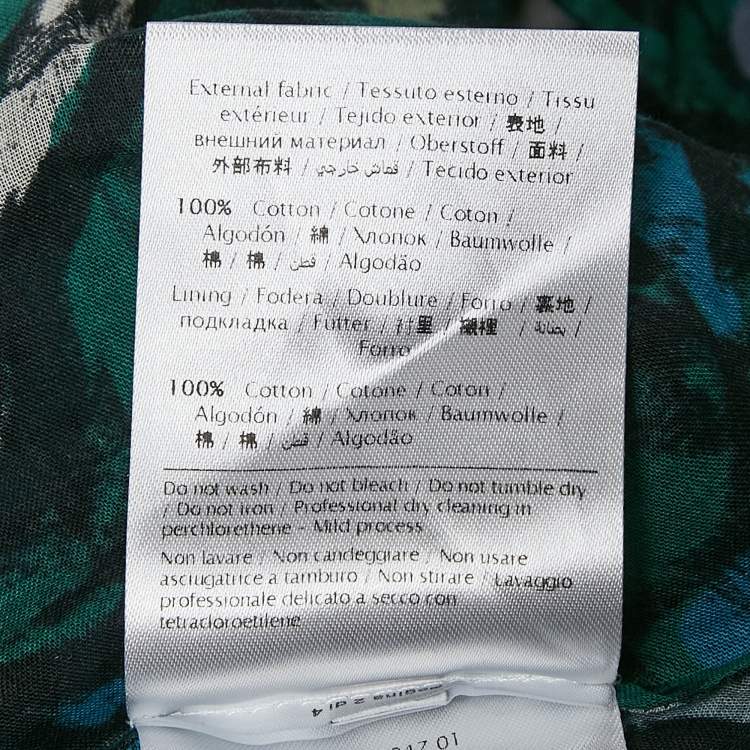 External fabric / Tessuto esterno / Tissu
extérieur / Tejido exterior / 表地 /
внешний материал / Oberstoff / 面料 /
外部布料 / قماش خارجي / Tecido exterior
100% Cotton / Cotone / Coton /
Algodón / 綿 / Хлопок / Baumwolle /
棉 / 棉 / قطن / Algodão
Lining / Fodera / Doublure / Forro / 裏地 /
подкладка / Futter / 衬里 / 襯裡 / بطانة /
Forro
100% Cotton / Cotone / Coton /
Algodón / 綿 / Хлопок / Baumwolle /
棉 / 棉 / قطن / Algodão
Do not wash / Do not bleach / Do not tumble dry
/ Do not iron / Professional dry cleaning in
perchlorethene - Mild process
Non lavare / Non candeggiare / Non usare
asciugatrice a tamburo / Non stirare / Lavaggio
professionale delicato a secco con
tetracloroetilene
Pagina 2 di 4